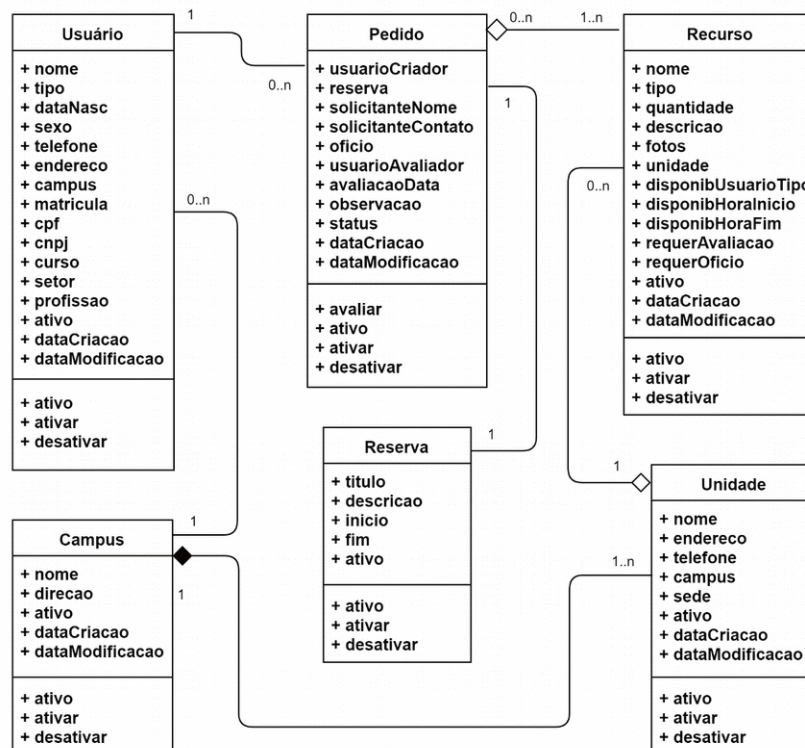 1
0..n
1..n
Usuário
+ nome
+ tipo
+ dataNasc
+ sexo
+ telefone
+ endereco
+ campus
+ matricula
+ cpf
+ cnpj
+ curso
+ setor
+ profissao
+ ativo
+ dataCriacao
+ dataModificacao
+ ativo
+ ativar
+ desativar
0..n
0..n
Pedido
+ usuarioCriador
+ reserva
+ solicitanteNome
+ solicitanteContato
+ oficio
+ usuarioAvaliador
+ avaliacaoData
+ observacao
+ status
+ dataCriacao
+ dataModificacao
+ avaliar
+ ativo
+ ativar
+ desativar
1
Recurso
+ nome
+ tipo
+ quantidade
+ descricao
+ fotos
+ unidade
+ disponibUsuarioTipo
+ disponibHoraInicio
+ disponibHoraFim
+ requerAvaliacao
+ requerOficio
+ ativo
+ dataCriacao
+ dataModificacao
+ ativo
+ ativar
+ desativar
0..n
1
Reserva
+ titulo
+ descricao
+ inicio
+ fim
+ ativo
+ ativo
+ ativar
+ desativar
1
1
Campus
+ nome
+ direcao
+ ativo
+ dataCriacao
+ dataModificacao
+ ativo
+ ativar
+ desativar
1
1..n
Unidade
+ nome
+ endereco
+ telefone
+ campus
+ sede
+ ativo
+ dataCriacao
+ dataModificacao
+ ativo
+ ativar
+ desativar